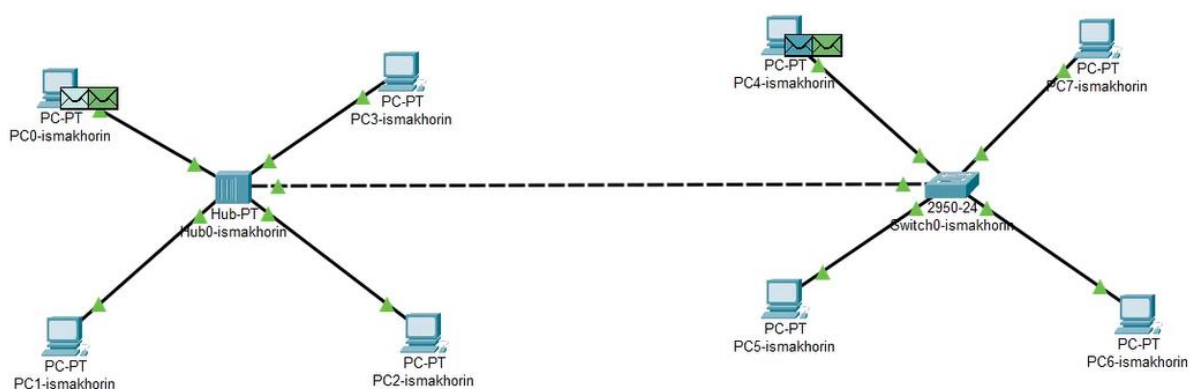 PC-PT
PC0-ismakhorin
PC-PT
PC3-ismakhorin
Hub-PT
Hub0-ismakhorin
PC-PT
PC1-ismakhorin
PC-PT
PC2-ismakhorin
PC-PT
PC4-ismakhorin
PC-PT
PC7-ismakhorin
2950-24
Switch0-ismakhorin
PC-PT
PC5-ismakhorin
PC-PT
PC6-ismakhorin